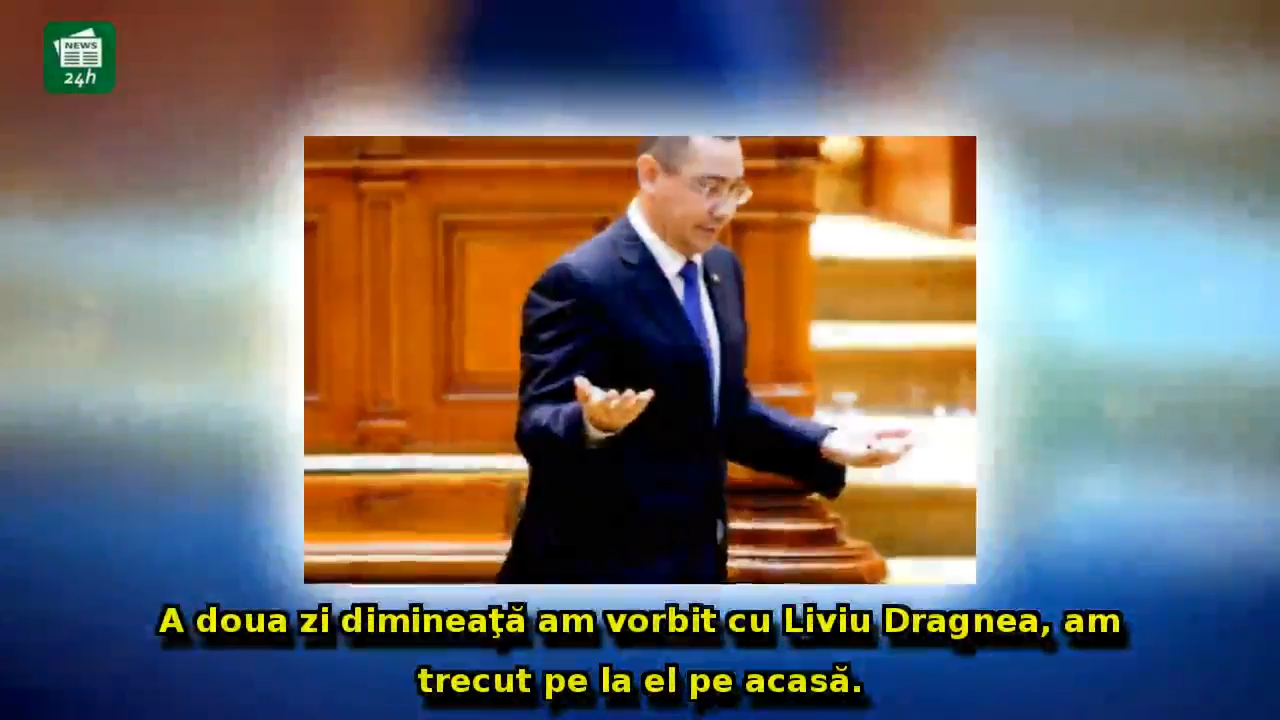 NEWS
24h
A doua zi dimineaţă am vorbit cu Liviu Dragnea, am
trecut pe la el pe acasă.